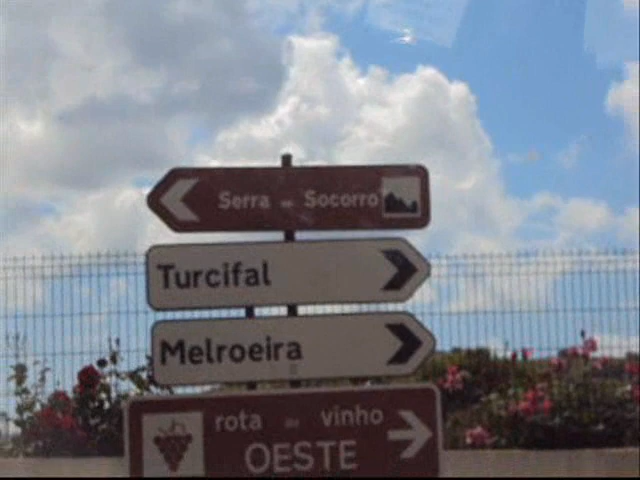 Serra do Socorro
Turcifal
Melroeira
rota do vinho
OESTE